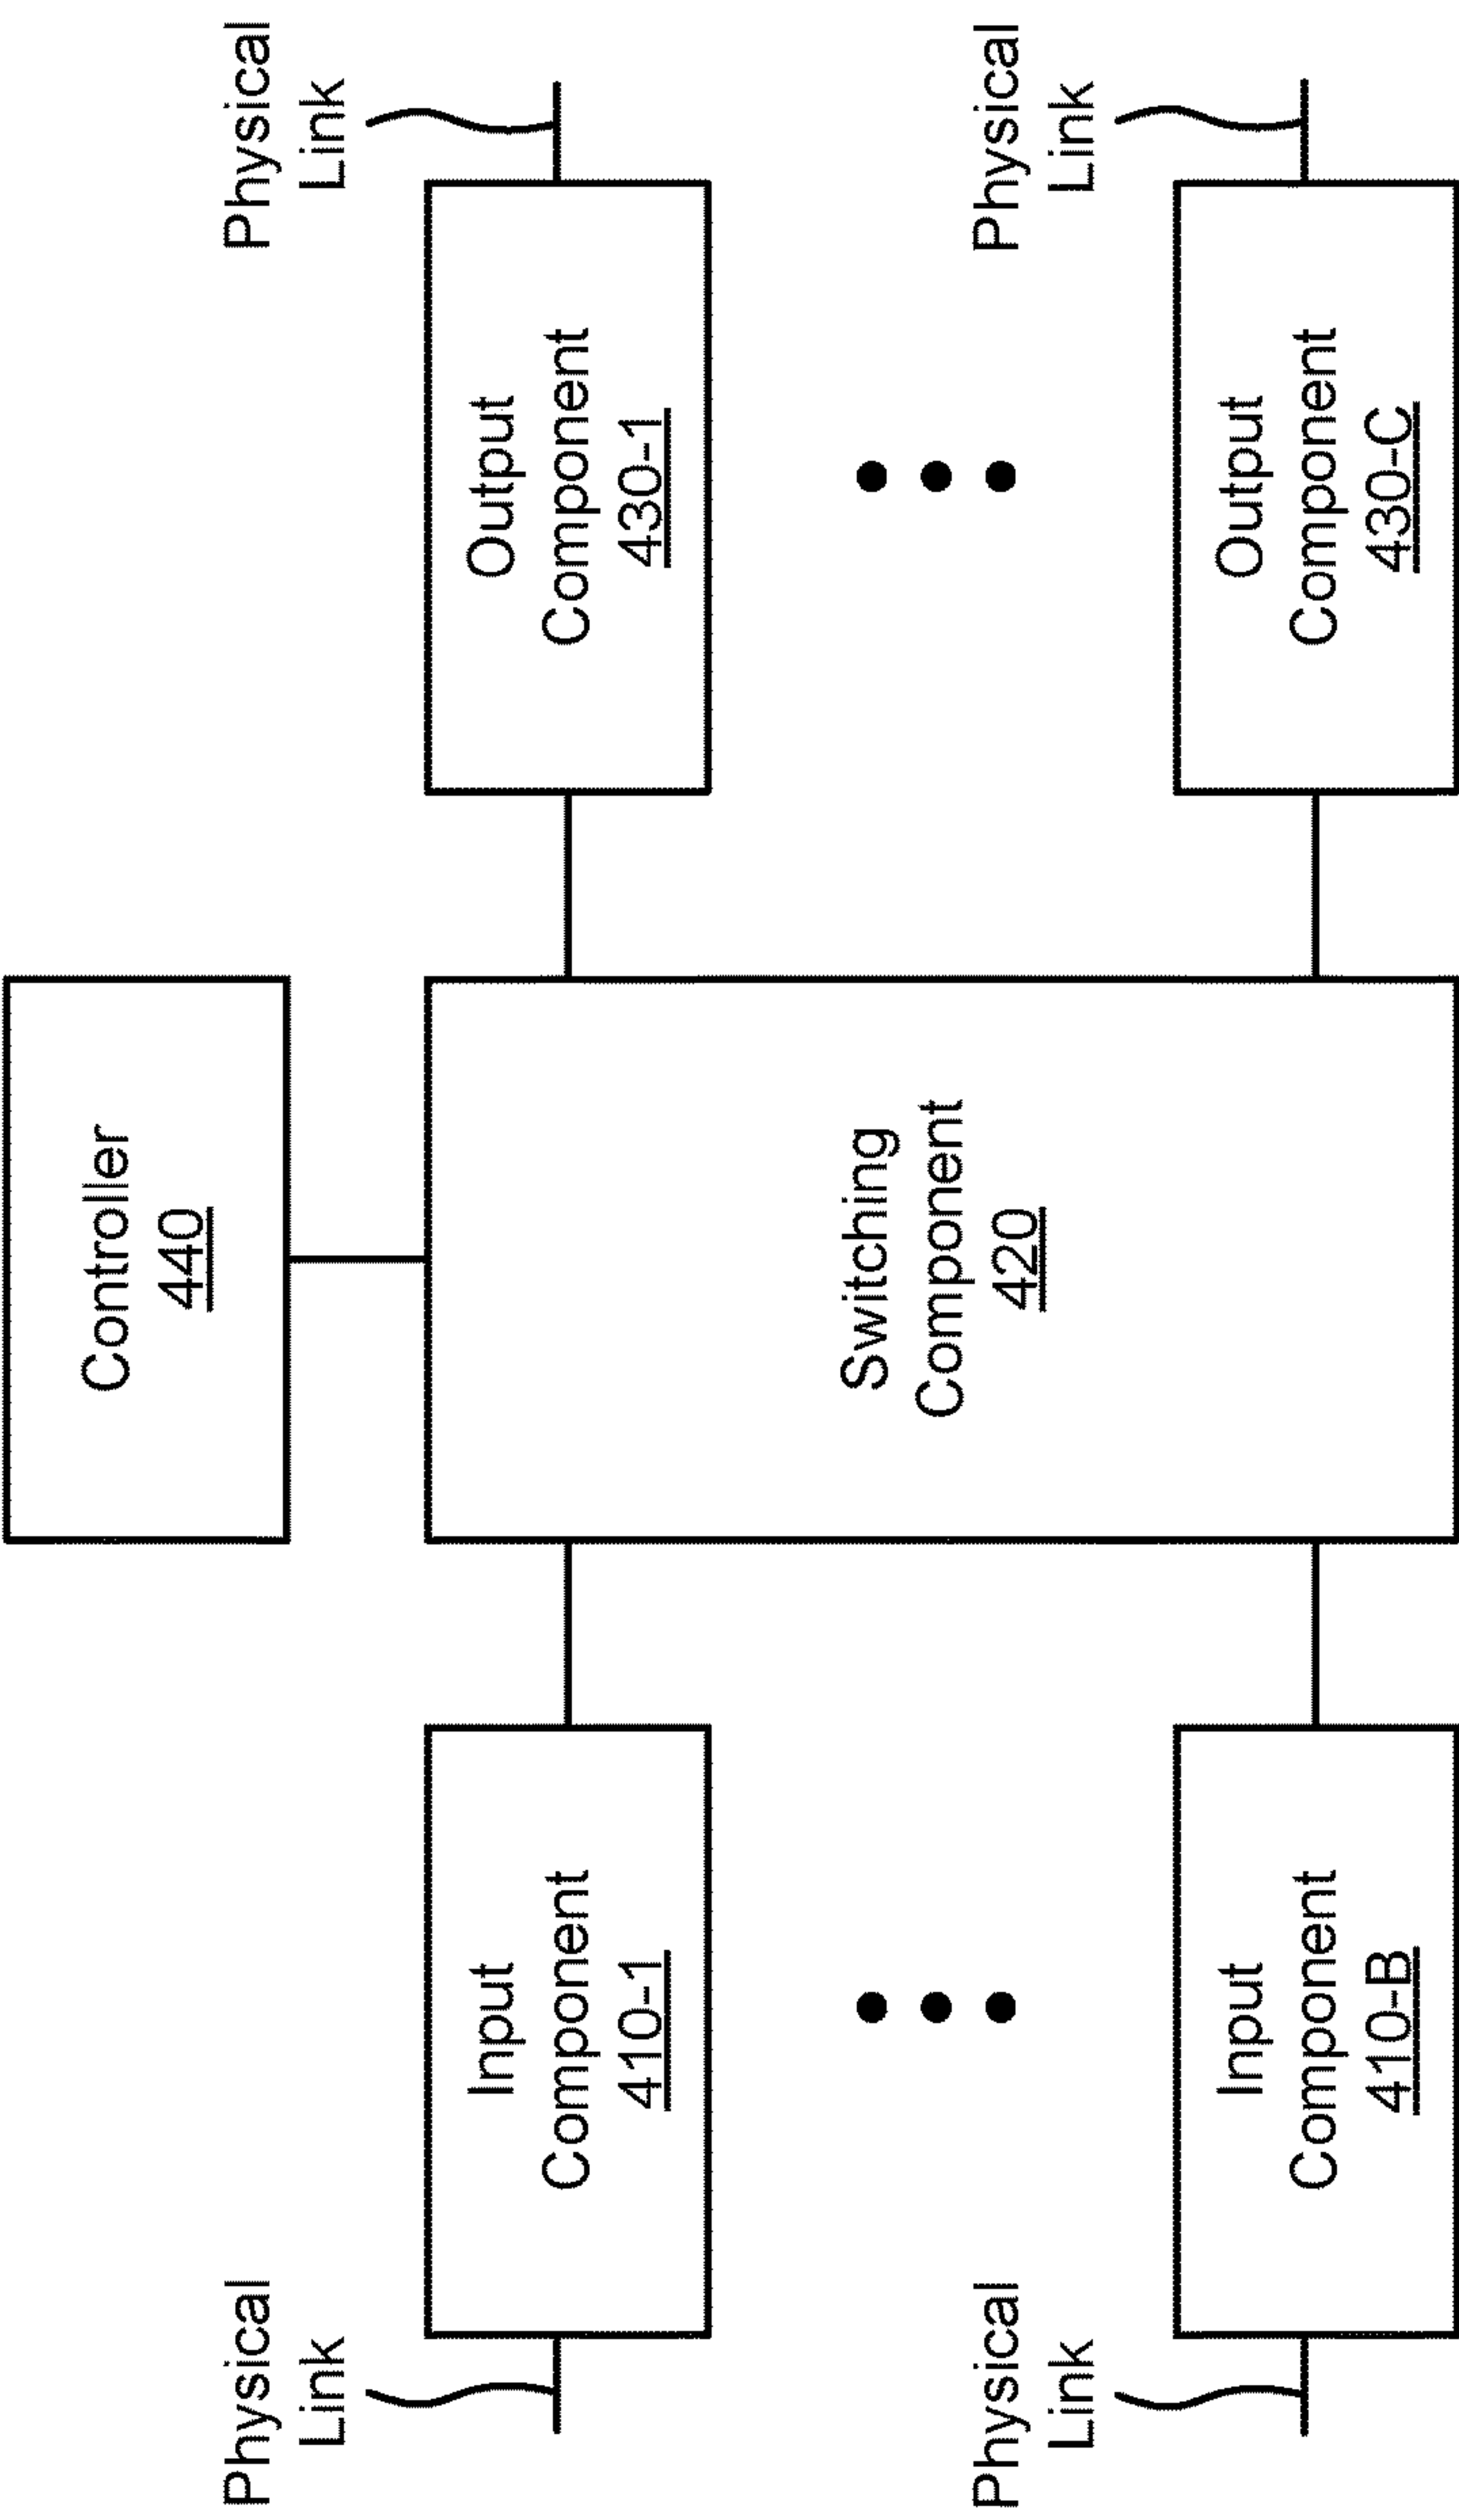 Controller
440
Physical
Link
Input
Component
410-1
Switching
Component
420
Output
Component
430-1
Physical
Link
Physical
Link
Input
Component
410-B
Output
Component
430-C
Physical
Link